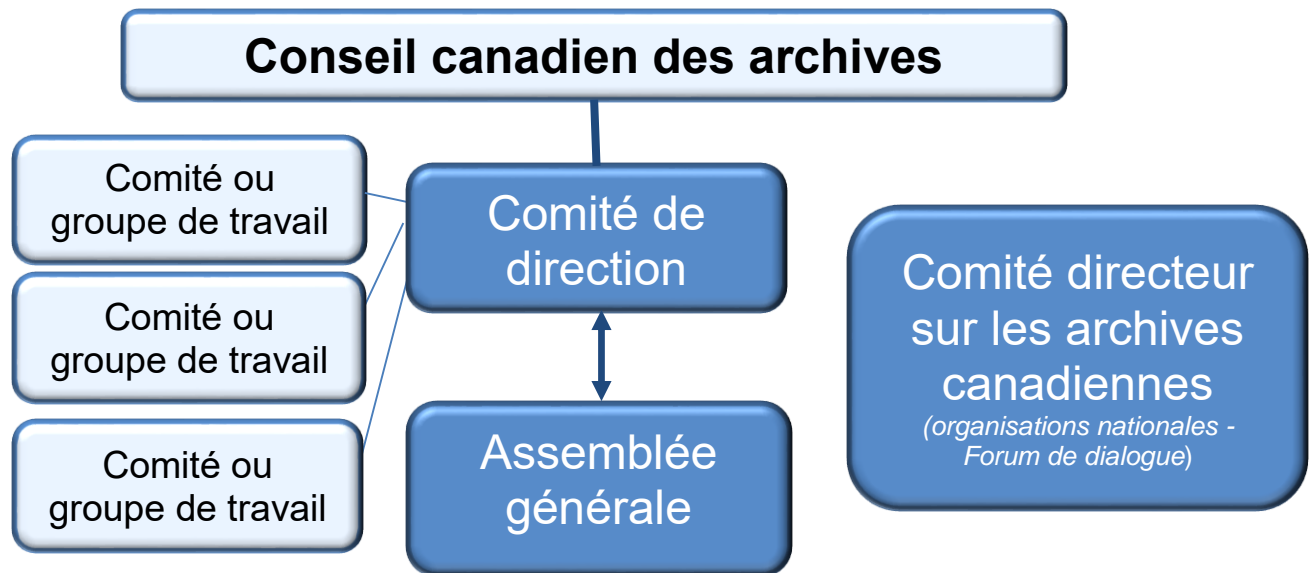 Conseil canadien des archives
Comité ou
groupe de travail
Comité ou
groupe de travail
Comité ou
groupe de travail
Comité de
direction
Assemblée
générale
Comité directeur
sur les archives
canadiennes
(organisations nationales -
Forum de dialogue)